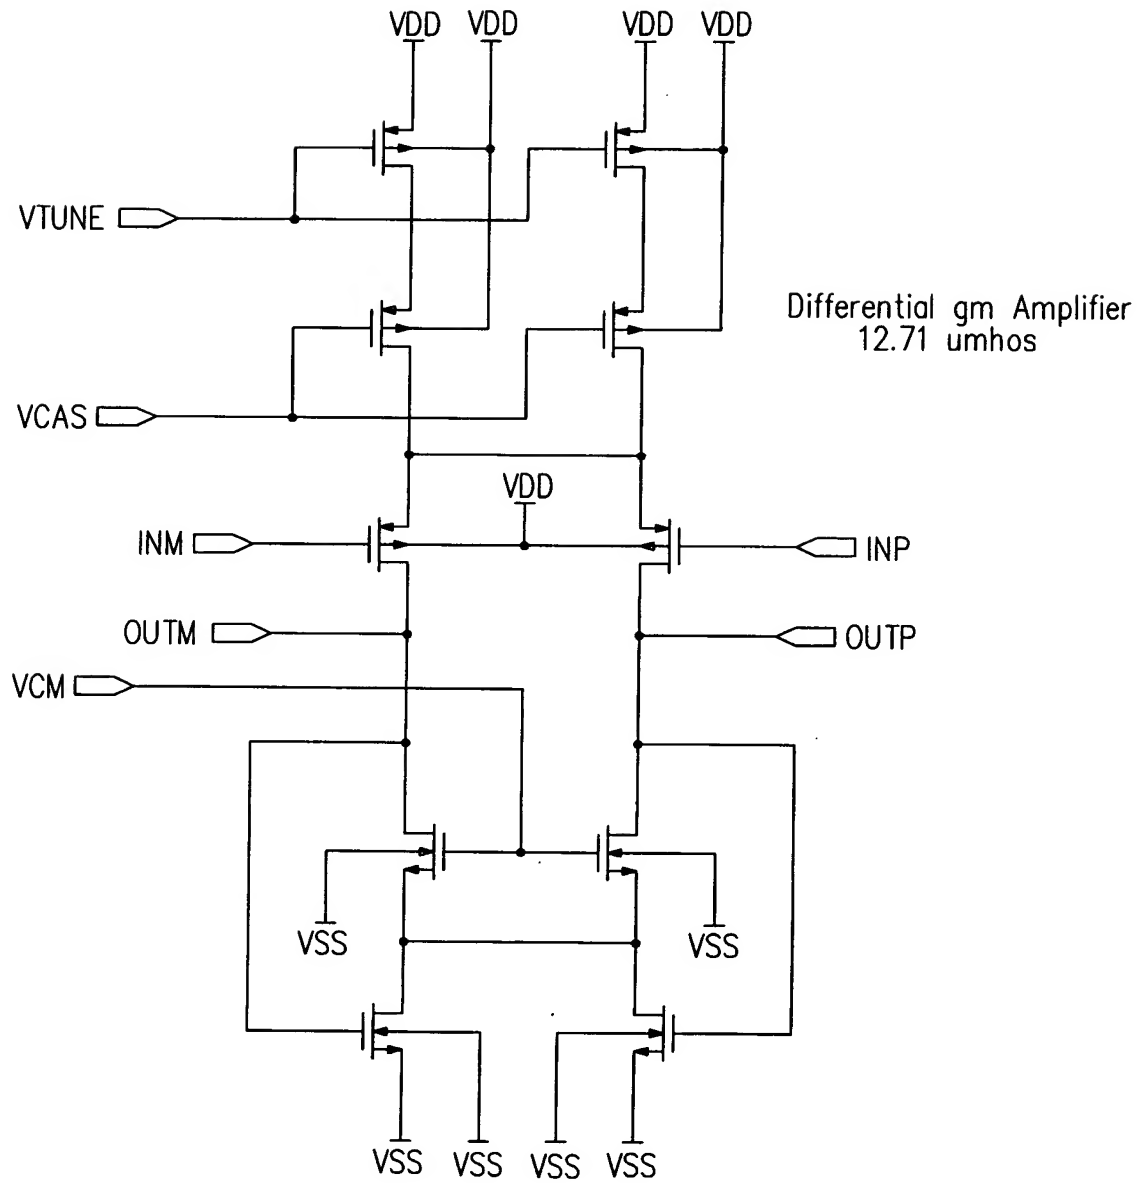 VDD VDD VDD VDD
VTUNE
Differential gm Amplifier
12.71 umhos
VCAS
VDD
INM
INP
OUTM
OUTP
VCM
VSS
VSS
VSS VSS VSS VSS